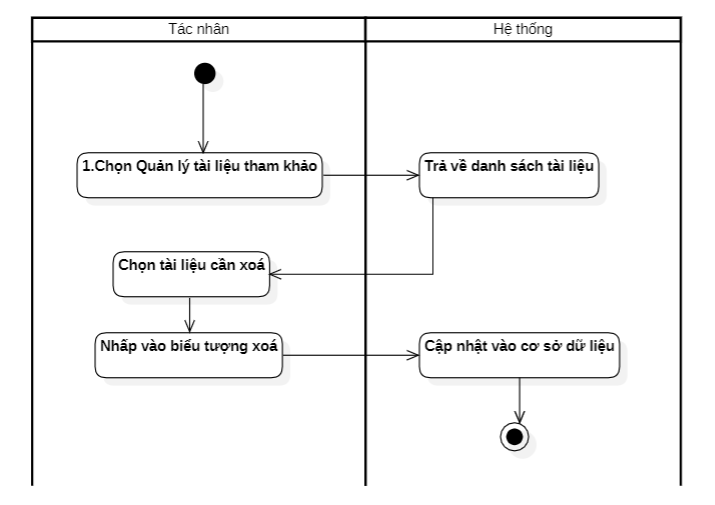 Tác nhân
Hệ thống
1.Chọn Quản lý tài liệu tham khảo
Trả về danh sách tài liệu
Chọn tài liệu cần xoá
Nhấp vào biểu tượng xoá
Cập nhật vào cơ sở dữ liệu